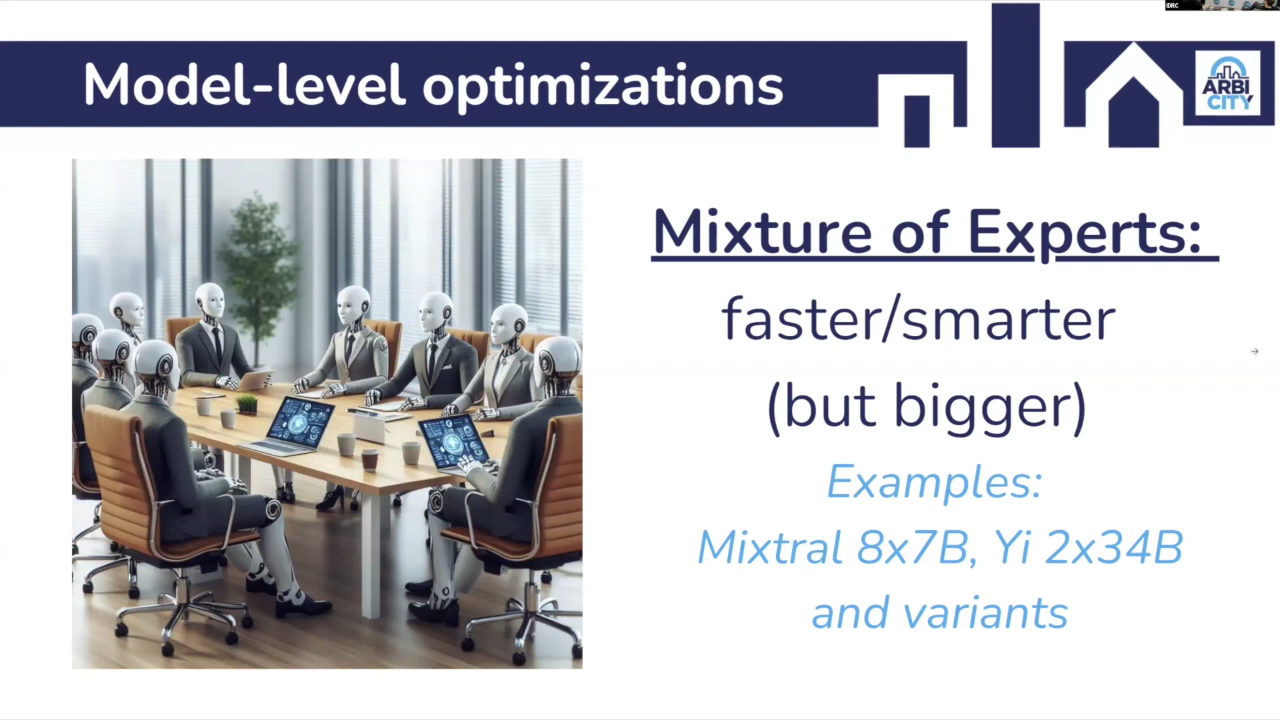 IDRC
Model-level optimizations
ARBI
CITY
Mixture of Experts:
faster/smarter
(but bigger)
Examples:
Mixtral 8x7B, Yi 2x34B
and variants